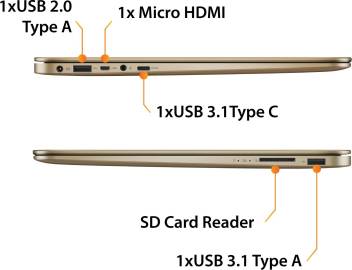 1xUSB 2.0
Type A
1x Micro HDMI
1xUSB 3.1Type C
SD Card Reader
1xUSB 3.1 Type A